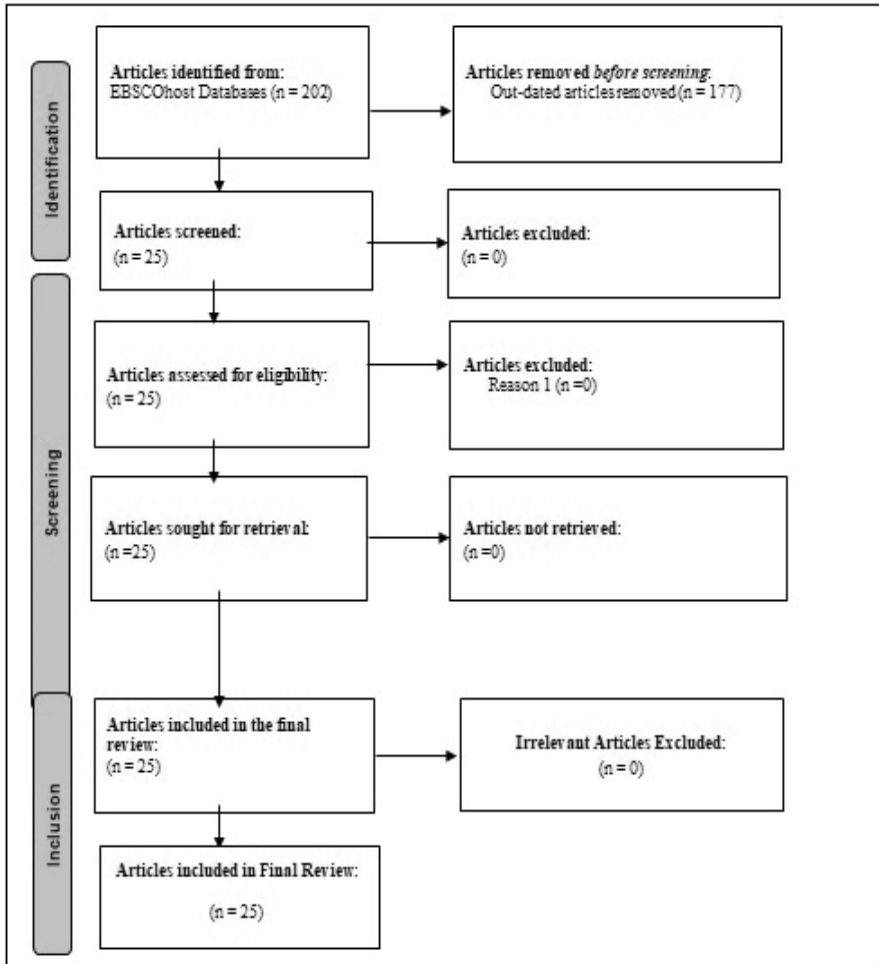 Identification
Articles identified from:
EBSCOhost Databases (n = 202)
Articles removed before screening:
Out-dated articles removed (n = 177)
Articles screened:
(n = 25)
Articles excluded:
(n = 0)
Screening
Articles assessed for eligibility:
(n = 25)
Articles excluded:
Reason 1 (n =0)
Articles sought for retrieval:
(n =25)
Articles not retrieved:
(n =0)
Inclusion
Articles included in the final
review:
(n = 25)
Irrelevant Articles Excluded:
(n = 0)
Articles included in Final Review:
(n = 25)